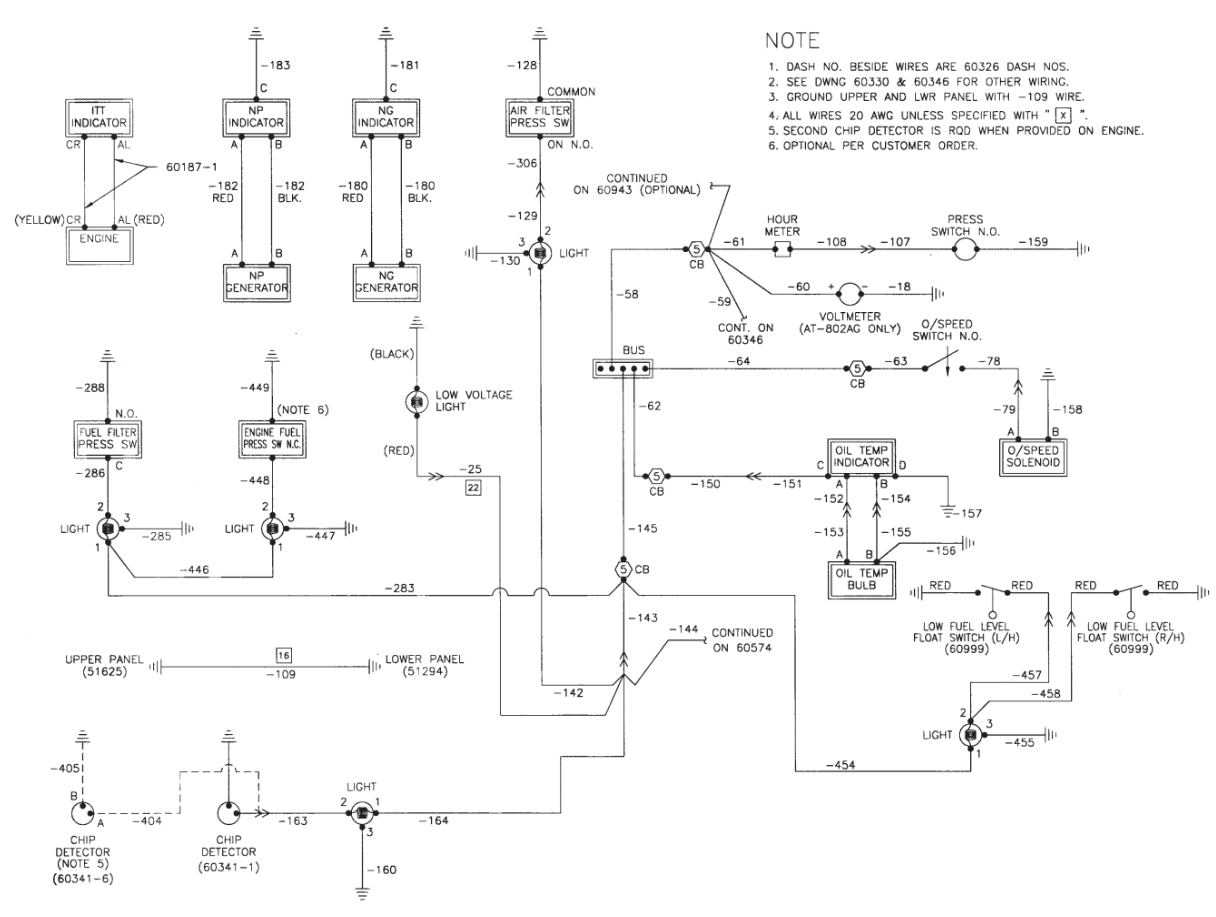 NOTE
1. DASH NO. BESIDE WIRES ARE 60326 DASH NOS.
2. SEE DWNG 60330 & 60346 FOR OTHER WIRING.
3. GROUND UPPER AND LWR PANEL WITH -109 WIRE.
4. ALL WIRES 20 AWG UNLESS SPECIFIED WITH " X ".
5. SECOND CHIP DETECTOR IS RQD WHEN PROVIDED ON ENGINE.
6. OPTIONAL PER CUSTOMER ORDER.
ITT
INDICATOR
CR
AL
60187-1
(YELLOW) CR
AL (RED)
ENGINE
-183
C
NP
INDICATOR
A
B
-182
RED
-182
BLK.
A
B
NP
GENERATOR
-181
C
NG
INDICATOR
A
B
-180
RED
-180
BLK.
A
B
NG
GENERATOR
-128
COMMON
AIR FILTER
PRESS SW
ON N.O.
-306
-129
2
3
-130
LIGHT
1
CONTINUED
ON 60943 (OPTIONAL)
5
CB
-61
HOUR
METER
-108
-107
PRESS
SWITCH N.O.
-159
-58
-59
CONT. ON
60346
-60
+
-
-18
VOLTMETER
(AT-802AG ONLY)
O/SPEED
SWITCH N.O.
BUS
-64
5
CB
-63
-78
-79
-158
A
B
O/SPEED
SOLENOID
-62
5
CB
-150
-151
C
OIL TEMP
INDICATOR
D
A
B
-152
-154
-157
-153
-155
-156
A
B
OIL TEMP
BULB
(BLACK)
LOW VOLTAGE
LIGHT
(RED)
-25
22
-288
N.O.
FUEL FILTER
PRESS SW
C
-286
2
LIGHT
3
-285
1
-449
(NOTE 6)
ENGINE FUEL
PRESS SW N.C.
-448
2
LIGHT
3
-447
1
-446
-283
-145
5
CB
-143
-144
CONTINUED
ON 60574
-142
RED
RED
LOW FUEL LEVEL
FLOAT SWITCH (L/H)
(60999)
RED
RED
LOW FUEL LEVEL
FLOAT SWITCH (R/H)
(60999)
-457
-458
2
LIGHT
3
-455
1
-454
UPPER PANEL
(51625)
16
-109
LOWER PANEL
(51294)
-405
B
A
-404
CHIP
DETECTOR
(NOTE 5)
(60341-6)
CHIP
DETECTOR
(60341-1)
-163
LIGHT
2
1
3
-164
-160